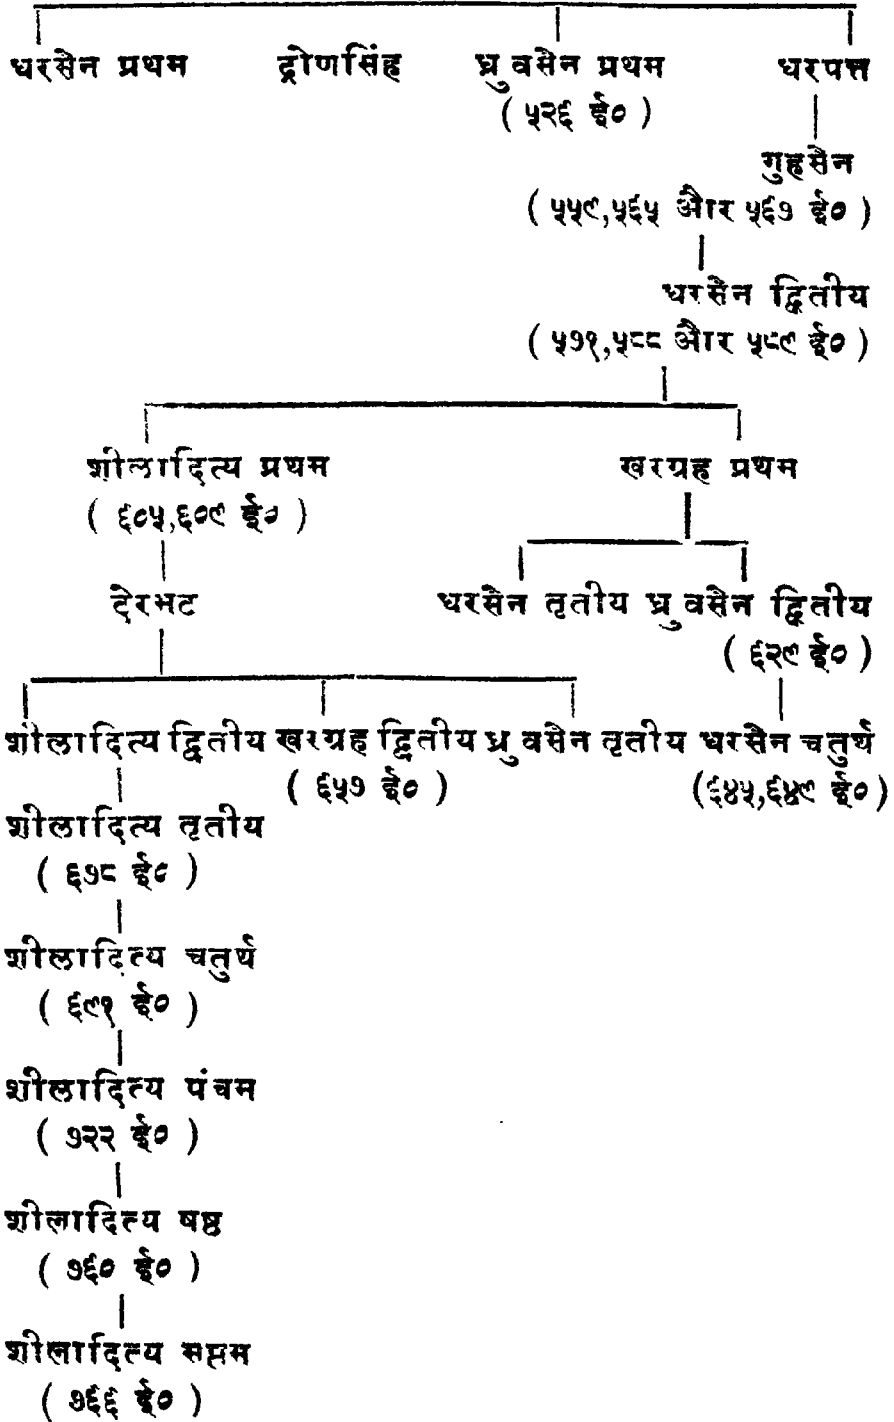 धरसेन प्रथम द्रोणसिंह ध्रुवसेन प्रथम धरपत्त
( ५२६ ई० )
गुहसेन
( ५५९,५६५ और ५६७ ई० )
धरसेन द्वितीय
( ५७१,५८८ और ५८९ ई० )
शीलादित्य प्रथम खरग्रह प्रथम
( ६०५,६०९ ई० )
देरभट धरसेन तृतीय ध्रुवसेन द्वितीय
( ६२९ ई० )
शीलादित्य द्वितीय खरग्रह द्वितीय ध्रुवसेन तृतीय धरसेन चतुर्थ
( ६५७ ई० ) (६४५,६४९ ई० )
शीलादित्य तृतीय
( ६७८ ई० )
शीलादित्य चतुर्थ
( ६९१ ई० )
शीलादित्य पंचम
( ७२२ ई० )
शीलादित्य षष्ठ
( ७६० ई० )
शीलादित्य सप्तम
( ७६६ ई० )